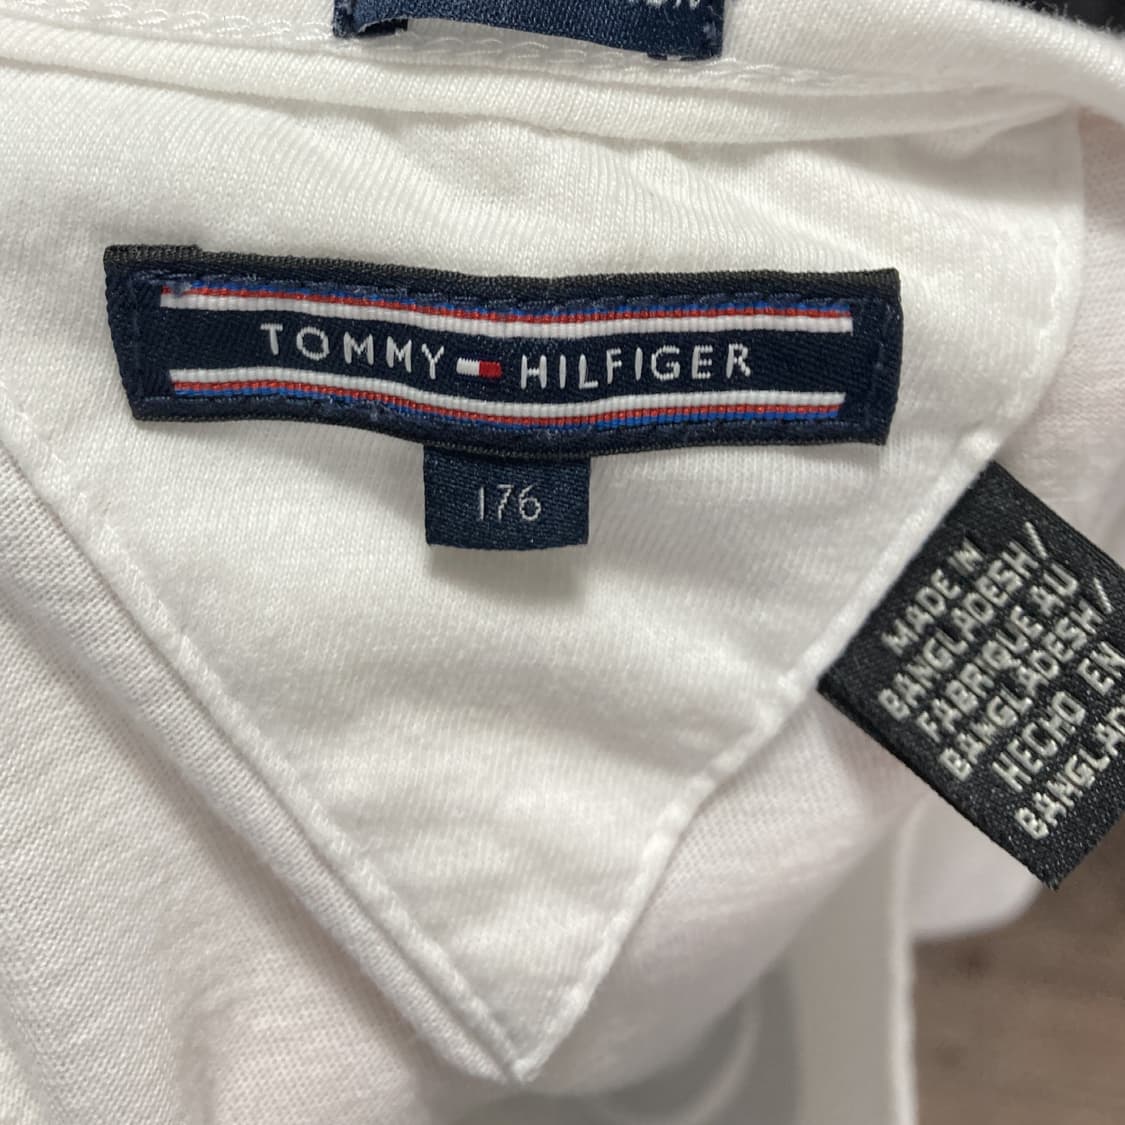 TOMMY HILFIGER
176
MADE IN
BANGLADESH/
FABRIQUE AU
BANGLADESH/
HECHO EN